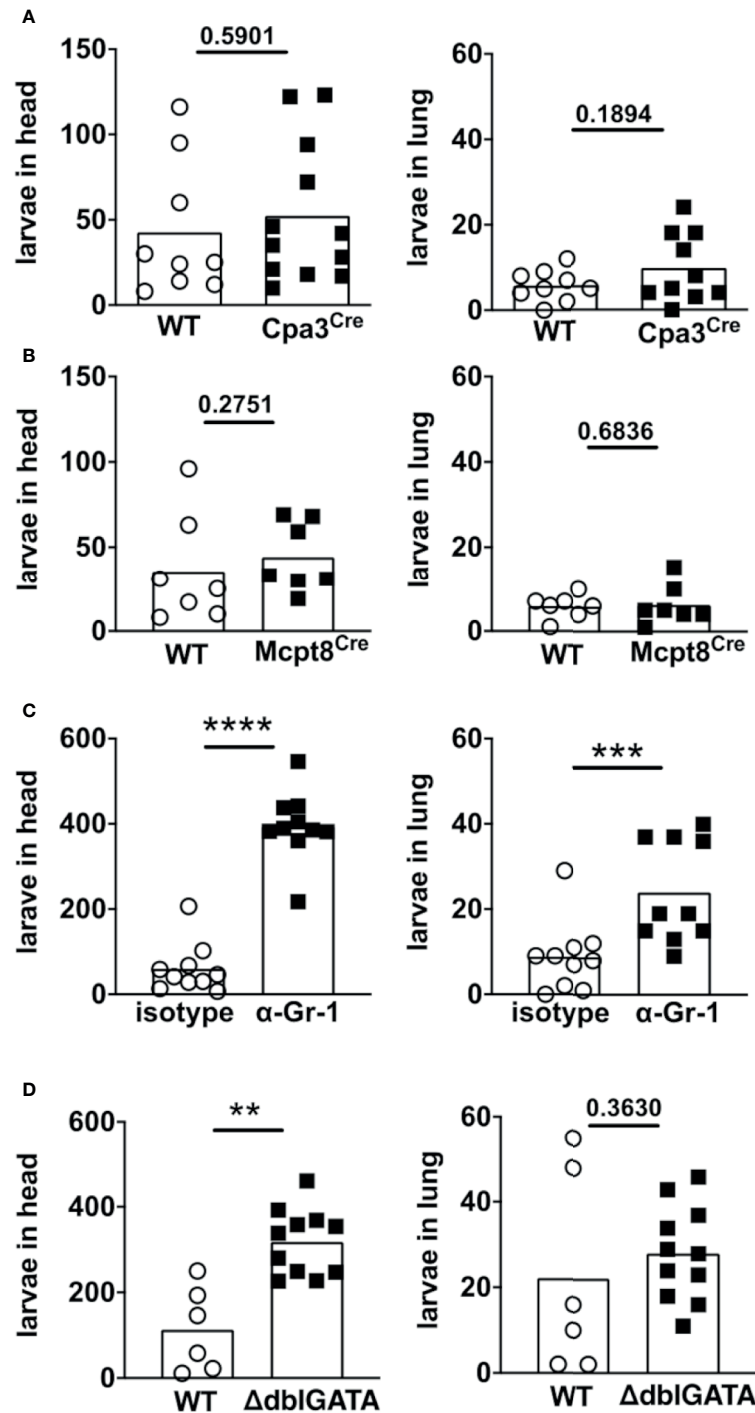 A
larvae in head
150
100
50
0
0.5901
WT
Cpa3Cre
larvae in lung
60
40
20
0
0.1894
WT
Cpa3Cre
B
larvae in head
150
100
50
0
0.2751
WT
Mcpt8Cre
larvae in lung
60
40
20
0
0.6836
WT
Mcpt8Cre
C
larave in head
600
400
200
0
****
isotype
α-Gr-1
larvae in lung
60
40
20
0
***
isotype
α-Gr-1
D
larvae in head
600
400
200
0
**
WT
ΔdblGATA
larvae in lung
60
40
20
0
0.3630
WT
ΔdblGATA